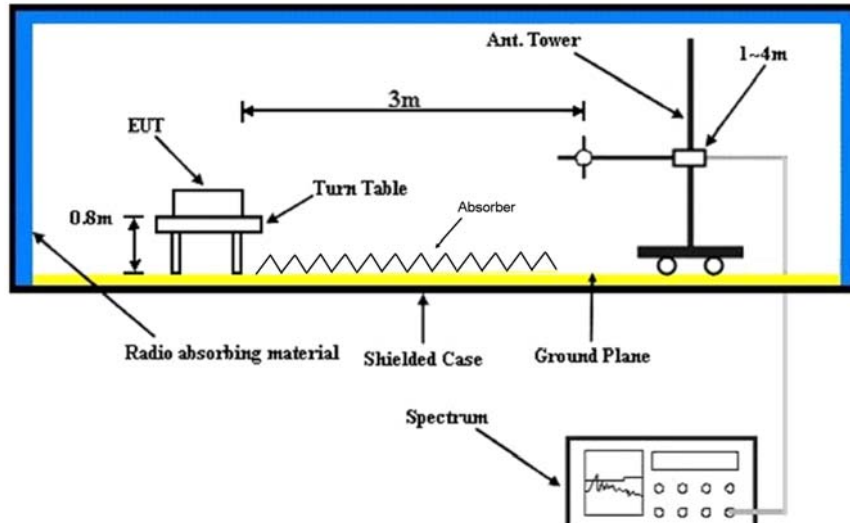 Ant. Tower
1~4m
3m
EUT
Turn Table
0.8m
Absorber
Radio absorbing material
Shielded Case
Ground Plane
Spectrum